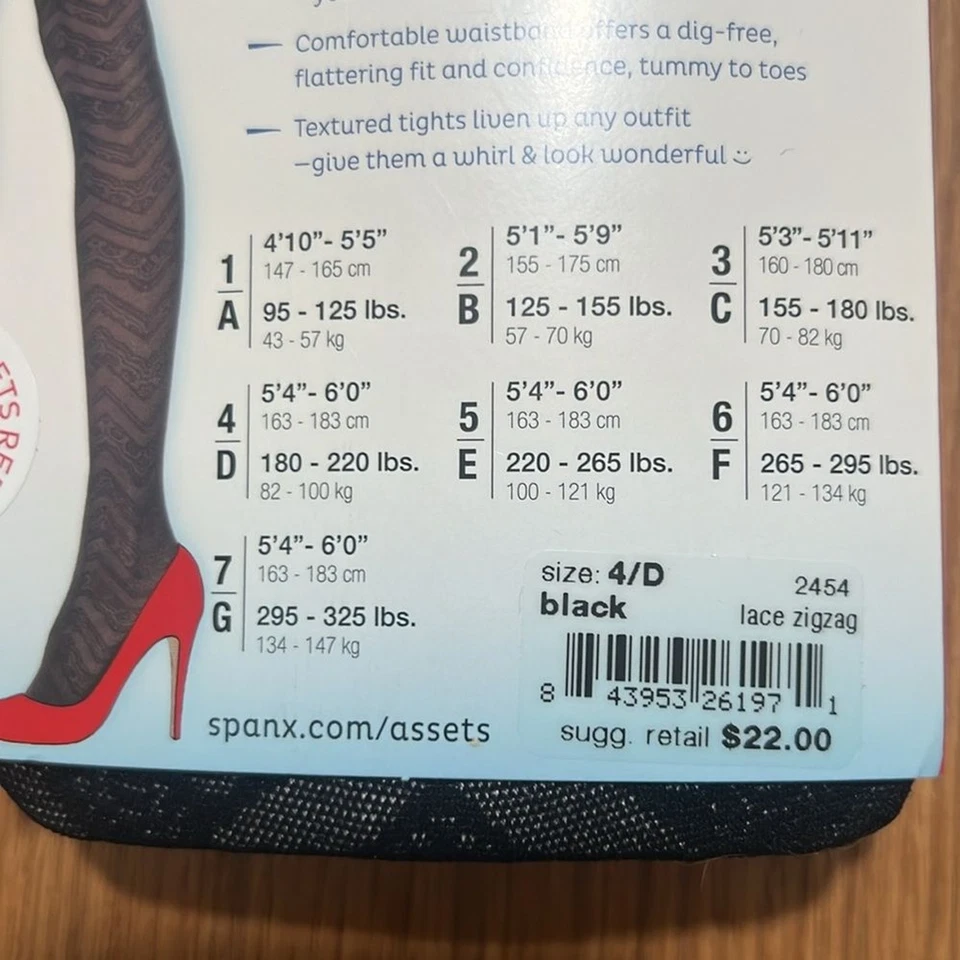 Comfortable waistband offers a dig-free,
flattering fit and confidence, tummy to toes
Textured tights liven up any outfit
–give them a whirl & look wonderful
1
A
4'10"- 5'5"
147 - 165 cm
95 - 125 lbs.
43 - 57 kg
2
B
5'1"- 5'9"
155 - 175 cm
125 - 155 lbs.
57 - 70 kg
3
C
5'3"- 5'11"
160 - 180 cm
155 - 180 lbs.
70 - 82 kg
4
D
5'4"- 6'0"
163 - 183 cm
180 - 220 lbs.
82 - 100 kg
5
E
5'4"- 6'0"
163 - 183 cm
220 - 265 lbs.
100 - 121 kg
6
F
5'4"- 6'0"
163 - 183 cm
265 - 295 lbs.
121 - 134 kg
7
G
5'4"- 6'0"
163 - 183 cm
295 - 325 lbs.
134 - 147 kg
size: 4/D 2454
black lace zigzag
8 43953 26197 1
sugg. retail $22.00
spanx.com/assets